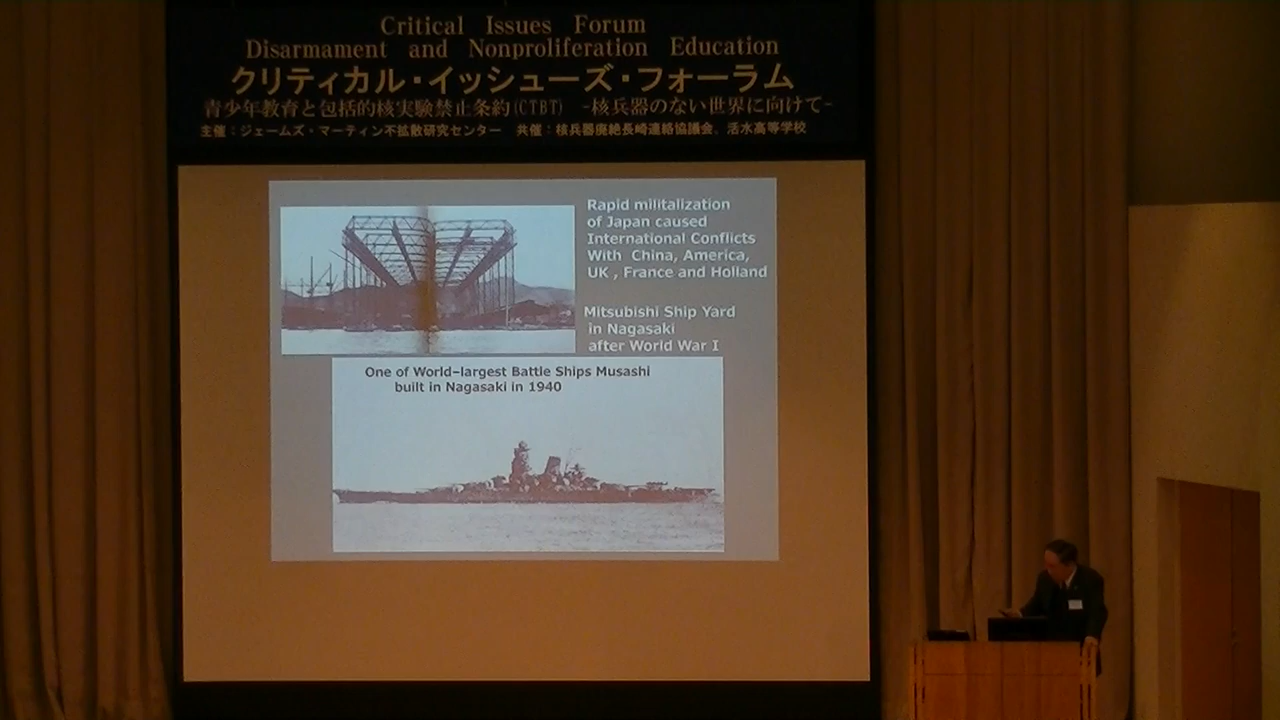 Critical Issues Forum
Disarmament and Nonproliferation Education
クリティカル・イッシューズ・フォーラム
青少年教育と包括的核実験禁止条約(CTBT) -核兵器のない世界に向けて-
主催：ジェームズ・マーティン不拡散研究センター 共催：核兵器廃絶長崎連絡協議会、活水高等学校
Rapid militalization
of Japan caused
International Conflicts
With China, America,
UK , France and Holland
Mitsubishi Ship Yard
in Nagasaki
after World War I
One of World-largest Battle Ships Musashi
built in Nagasaki in 1940